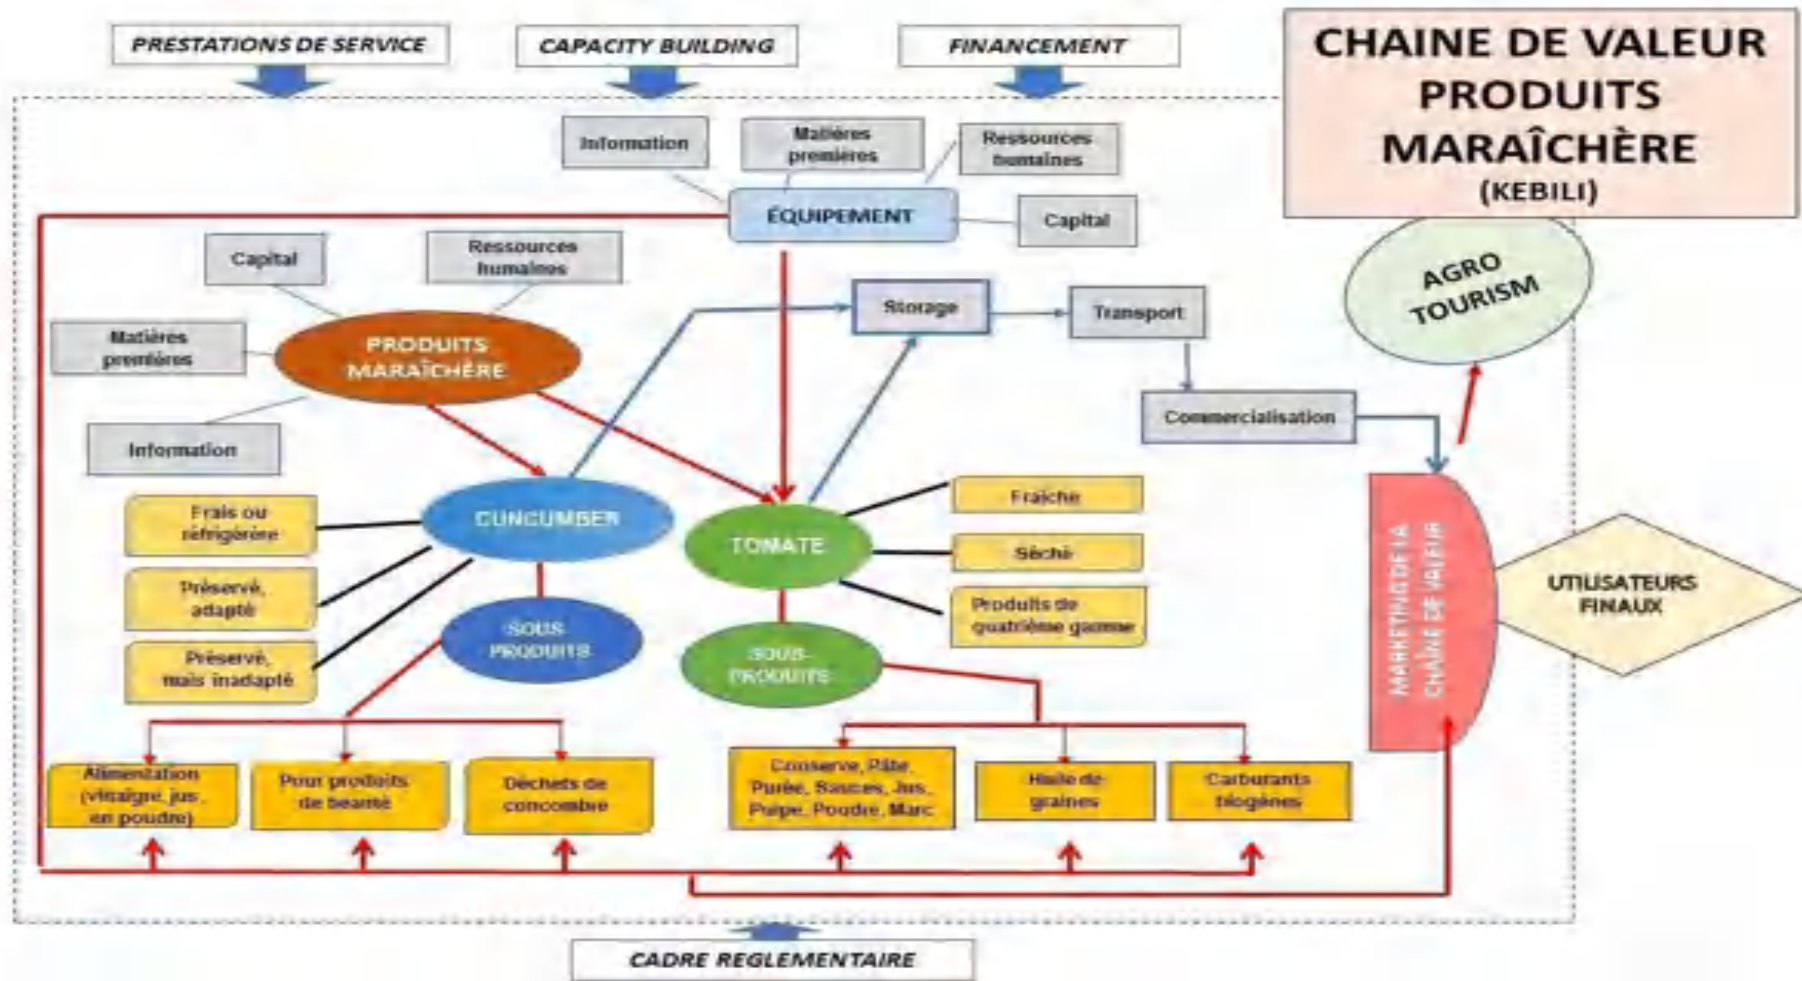 PRESTATIONS DE SERVICE
CAPACITY BUILDING
FINANCEMENT
CHAINE DE VALEUR
PRODUITS
MARAÎCHÈRE
(KEBILI)
Information
Matières
premières
Ressources
humaines
ÉQUIPEMENT
Capital
Capital
Ressources
humaines
Matières
premières
PRODUITS
MARAÎCHÈRE
Information
Storage
Transport
Commercialisation
AGRO
TOURISM
Frais ou
réfrigérère
Préservé,
adapté
Préservé,
mais inadapté
CUNCUMBER
TOMATE
Fraîche
Séché
Produits de
quatrième gamme
SOUS
PRODUITS
SOUS-
PRODUITS
MARKETING DE LA
CHAÎNE DE VALEUR
UTILISATEURS
FINAUX
Alimentation
(vinaigre, jus,
en poudre)
Pour produits
de beauté
Déchets de
concombre
Conserve, Pâte,
Purée, Sauces, Jus,
Pulpe, Poudre, Marc
Huile de
graines
Carburants
biogènes
CADRE REGLEMENTAIRE